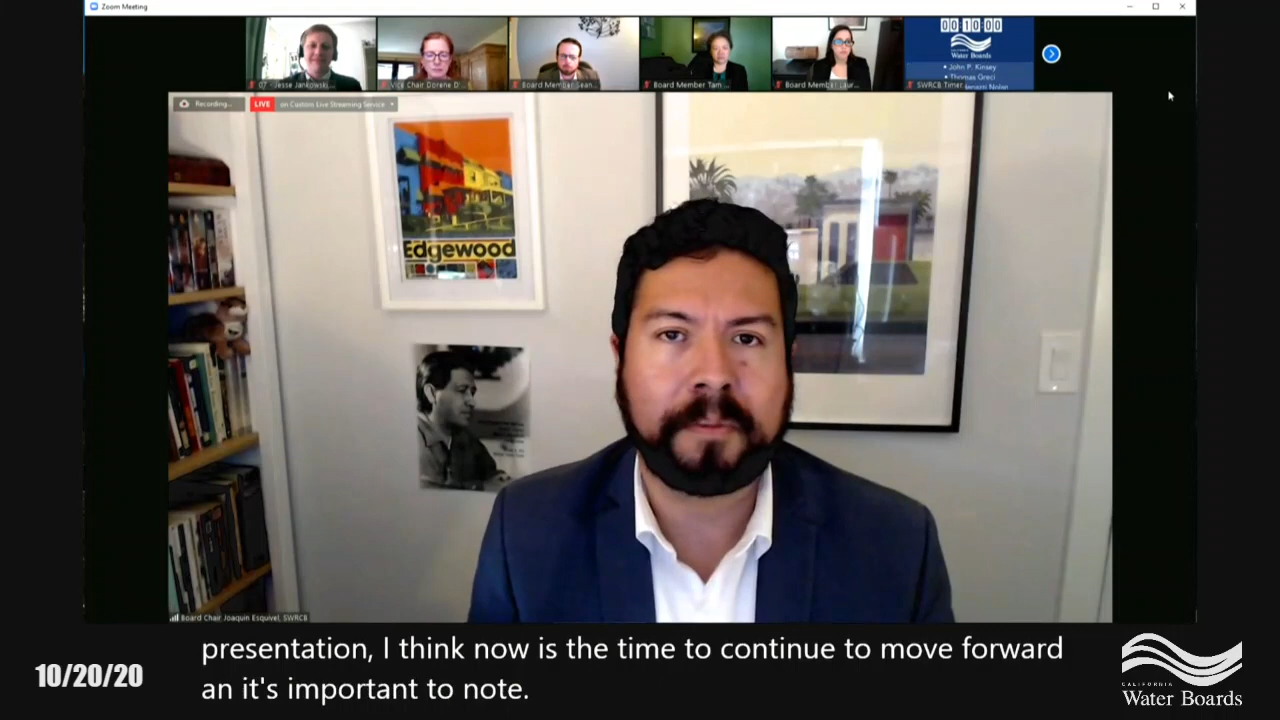 Zoom Meeting
07 - Jesse Jankowski...
Vice Chair Dorene D'...
Board Member Sean...
Board Member Tam...
Board Member Laur...
00:10:00
CALIFORNIA
Water Boards
• John P. Kinsey
• Thomas Greci
SWRCB Timer
Recording...
LIVE on Custom Live Streaming Service
Edgewood
Board Chair Joaquin Esquivel, SWRCB
presentation, I think now is the time to continue to move forward
an it's important to note.
10/20/20
CALIFORNIA
Water Boards